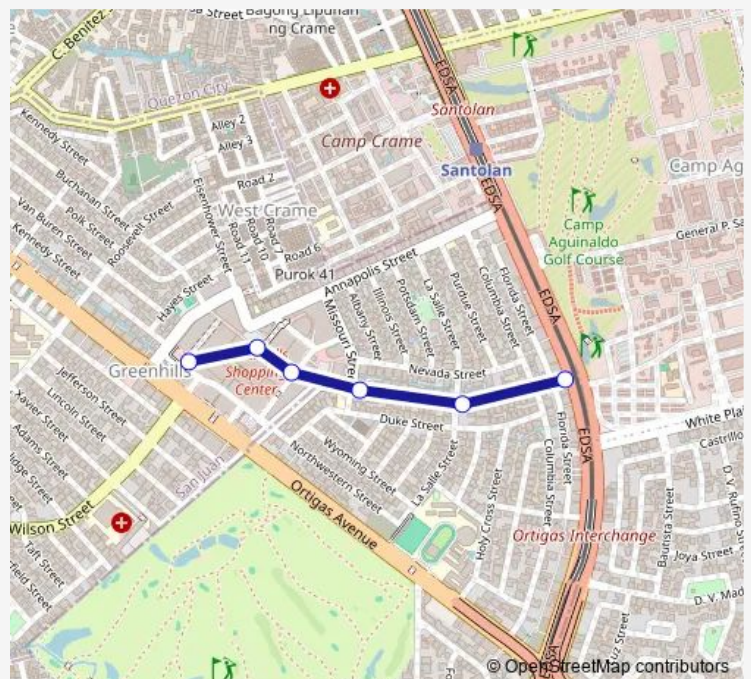 C. Benitez
Street
Bagong Lipunan
ng Crame
Quezon City
EDSA
Santolan
Santolan
Kennedy Street
Alley 2
Alley 3
Camp Crame
Camp Ag
Road 2
Buchanan Street
Polk Street
Roosevelt Street
Van Buren Street
Kennedy Street
Eisenhower Street
West Crame
Road 7
Road 10
Road 11
Road 6
EDSA
Camp
Aguinaldo
Golf Course
General P. Sa
Purok 41
Annapolis Street
Hayes Street
Missouri Street
Albany Street
Illinois Street
Potsdam Street
La Salle Street
Purdue Street
Columbia Street
Florida Street
EDSA
Greenhills
Shopping
Center
Nevada Street
Duke Street
Jefferson Street
Lincoln Street
Xavier Street
Adams Street
Wyoming Street
Northwestern Street
La Salle Street
Holy Cross Street
Columbia Street
Florida Street
EDSA
White Pla
Castrillo
D. V. Rufino
San Juan
Wilson Street
Taft Street
Ortigas Avenue
Ortigas Interchange
Bautista Street
Joya Street
D. V. Mad
uz Street
© OpenStreetMap contributors